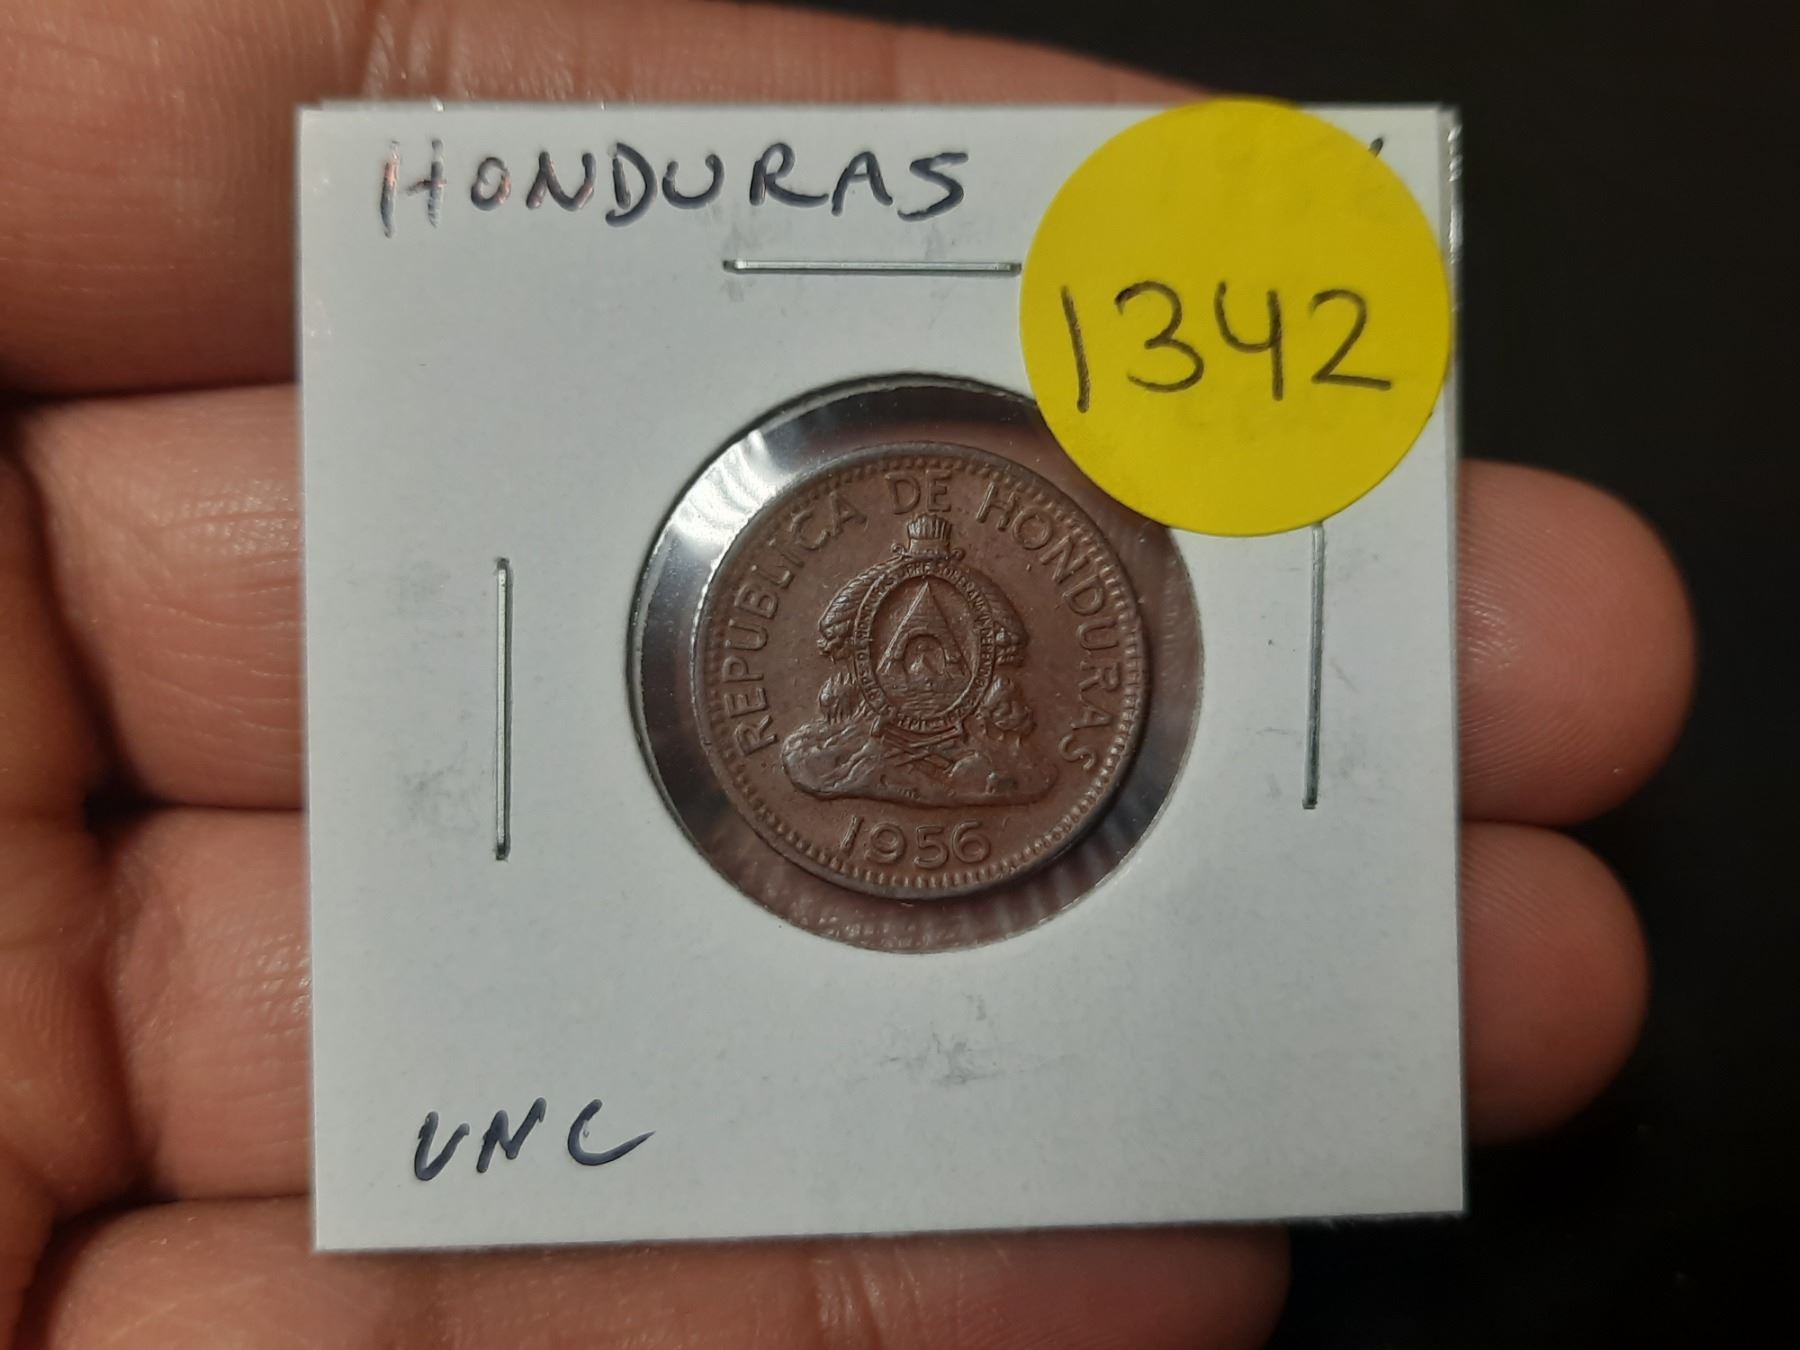 HONDURAS
1342
REPUBLICA DE HONDURAS
1956
UNC